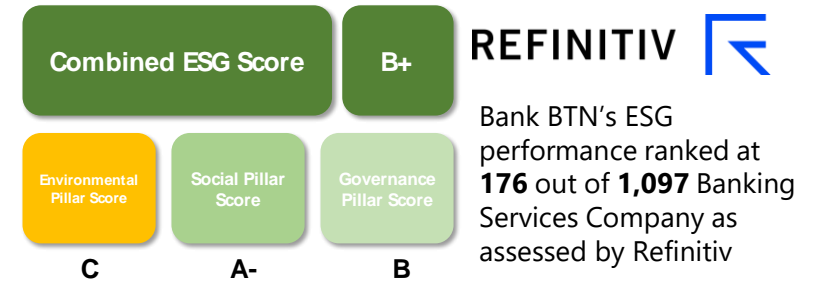 Combined ESG Score
B+
REFINITIV
Bank BTN's ESG
performance ranked at
176 out of 1,097 Banking
Services Company as
assessed by Refinitiv
Environmental
Pillar Score
Social Pillar
Score
Governance
Pillar Score
C
A-
B